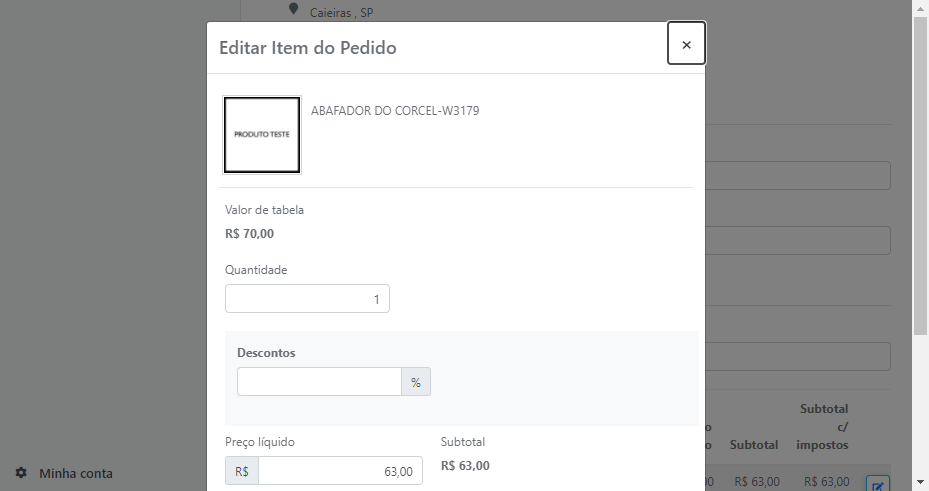 Caieiras , SP
Editar Item do Pedido
×
PRODUTO TESTE
ABAFADOR DO CORCEL-W3179
Valor de tabela
R$ 70,00
Quantidade
1
Descontos
%
Preço líquido
Subtotal
R$
63,00
R$ 63,00
Subtotal
Subtotal
c/
impostos
R$ 63,00
R$ 63,00
Minha conta